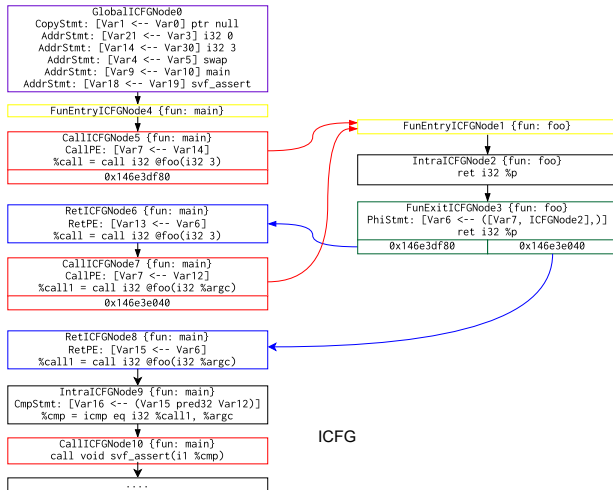 GlobalICFGNode0
CopyStmt: [Var1 <-- Var0] ptr null
AddrStmt: [Var21 <-- Var3] i32 0
AddrStmt: [Var14 <-- Var30] i32 3
AddrStmt: [Var4 <-- Var5] swap
AddrStmt: [Var9 <-- Var10] main
AddrStmt: [Var18 <-- Var19] svf_assert
FunEntryICFGNode4 {fun: main}
CallICFGNode5 {fun: main}
CallPE: [Var7 <-- Var14]
%call = call i32 @foo(i32 3)
0x146e3df80
RetICFGNode6 {fun: main}
RetPE: [Var13 <-- Var6]
%call = call i32 @foo(i32 3)
CallICFGNode7 {fun: main}
CallPE: [Var7 <-- Var12]
%call1 = call i32 @foo(i32 %argc)
0x146e3e040
RetICFGNode8 {fun: main}
RetPE: [Var15 <-- Var6]
%call1 = call i32 @foo(i32 %argc)
IntraICFGNode9 {fun: main}
CmpStmt: [Var16 <-- (Var15 pred32 Var12)]
%cmp = icmp eq i32 %call1, %argc
CallICFGNode10 {fun: main}
call void svf_assert(i1 %cmp)
....
FunEntryICFGNode1 {fun: foo}
IntraICFGNode2 {fun: foo}
ret i32 %p
FunExitICFGNode3 {fun: foo}
PhiStmt: [Var6 <-- ([Var7, ICFGNode2],)]
ret i32 %p
0x146e3df80 0x146e3e040
ICFG